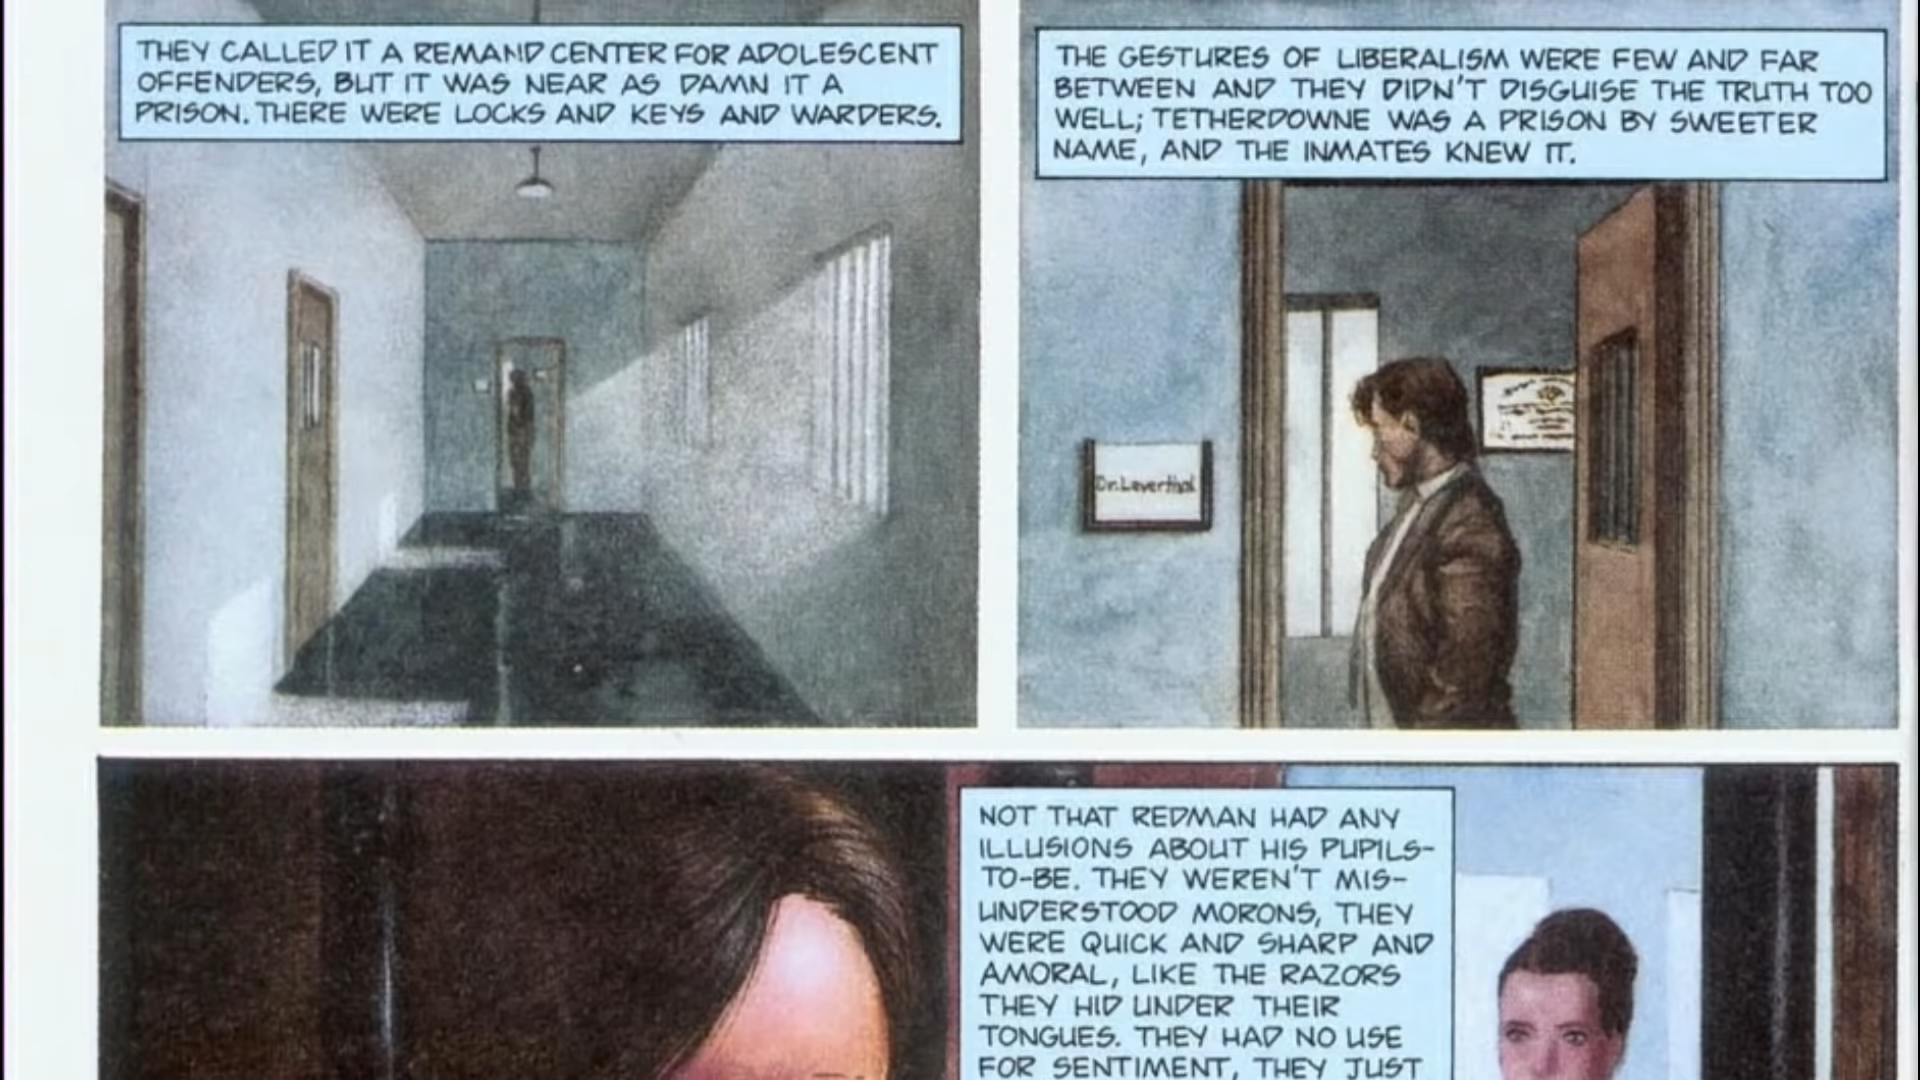 THEY CALLED IT A REMAND CENTER FOR ADOLESCENT
OFFENDERS, BUT IT WAS NEAR AS DAMN IT A
PRISON. THERE WERE LOCKS AND KEYS AND WARDERS.
THE GESTURES OF LIBERALISM WERE FEW AND FAR
BETWEEN AND THEY DIDN'T DISGUISE THE TRUTH TOO
WELL; TETHERDOWNE WAS A PRISON BY SWEETER
NAME, AND THE INMATES KNEW IT.
Dr. Leverthal
NOT THAT REDMAN HAD ANY
ILLUSIONS ABOUT HIS PUPILS-
TO-BE. THEY WEREN'T MIS-
UNDERSTOOD MORONS, THEY
WERE QUICK AND SHARP AND
AMORAL, LIKE THE RAZORS
THEY HID UNDER THEIR
TONGUES. THEY HAD NO USE
FOR SENTIMENT, THEY JUST